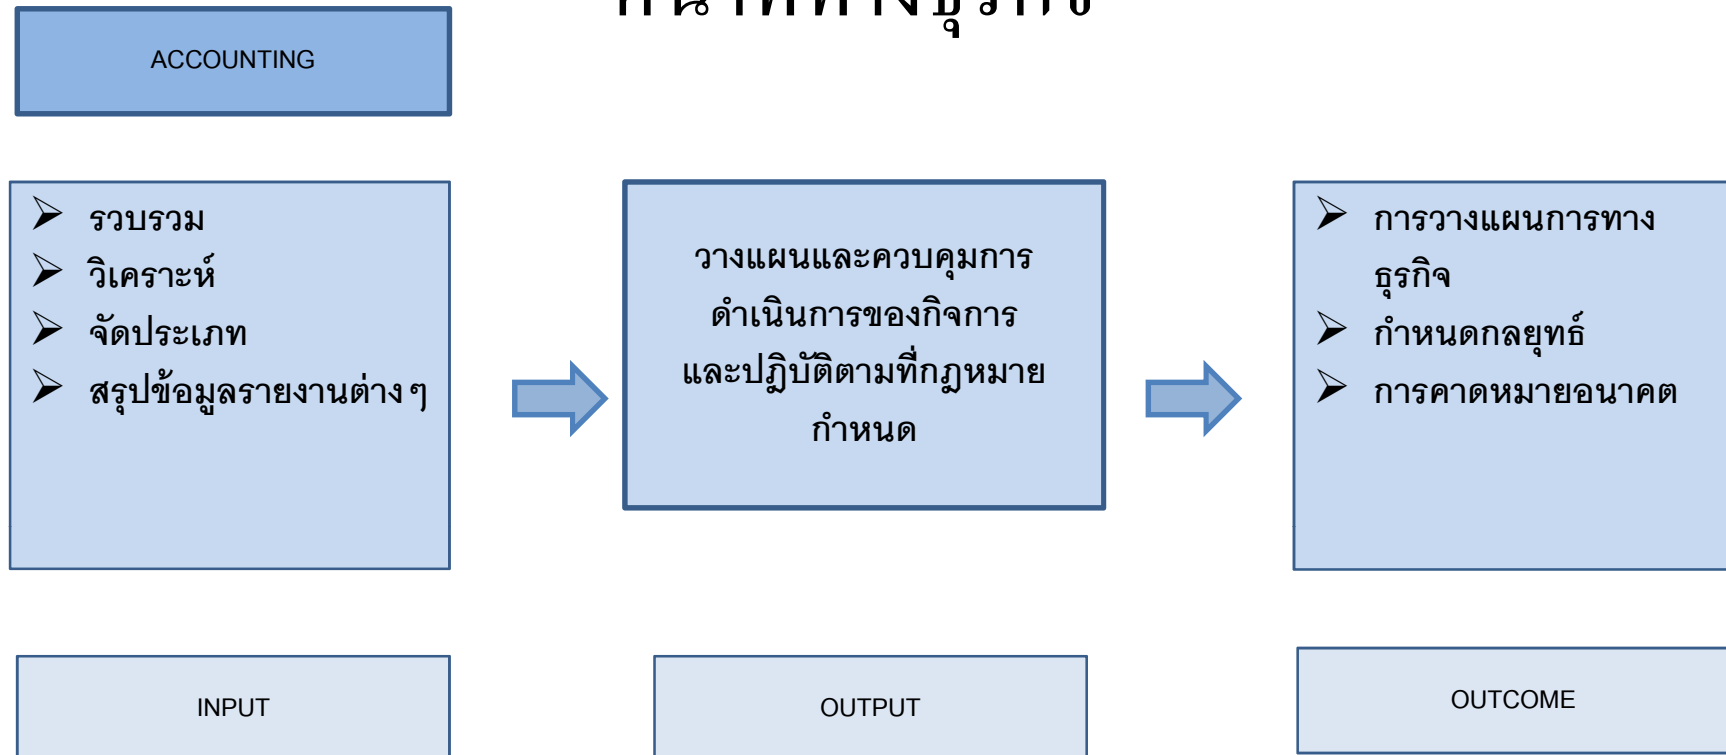 ACCOUNTING
รวบรวม
วิเคราะห์
จัดประเภท
สรุปข้อมูลรายงานต่างๆ
วางแผนและควบคุมการ
ดำเนินการของกิจการ
และปฏิบัติตามที่กฎหมาย
กำหนด
การวางแผนการทาง
ธุรกิจ
กำหนดกลยุทธ์
การคาดหมายอนาคต
INPUT
OUTPUT
OUTCOME